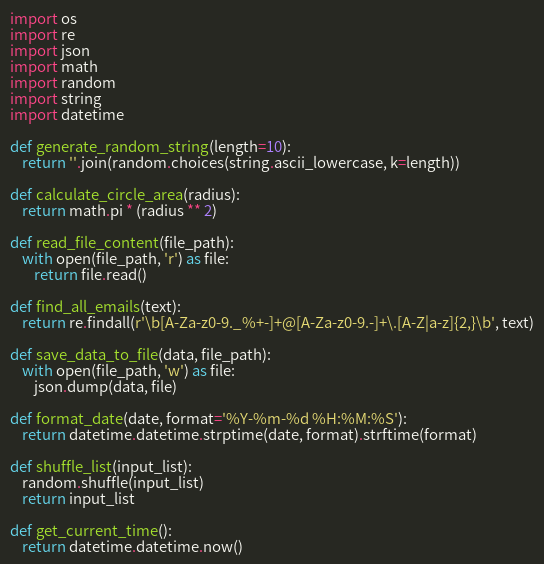 import os
import re
import json
import math
import random
import string
import datetime

def generate_random_string(length=10):
    return ''.join(random.choices(string.ascii_lowercase, k=length))

def calculate_circle_area(radius):
    return math.pi * (radius ** 2)

def read_file_content(file_path):
    with open(file_path, 'r') as file:
        return file.read()

def find_all_emails(text):
    return re.findall(r'\b[A-Za-z0-9._%+-]+@[A-Za-z0-9.-]+\.[A-Z|a-z]{2,}\b', text)

def save_data_to_file(data, file_path):
    with open(file_path, 'w') as file:
        json.dump(data, file)

def format_date(date, format='%Y-%m-%d %H:%M:%S'):
    return datetime.datetime.strptime(date, format).strftime(format)

def shuffle_list(input_list):
    random.shuffle(input_list)
    return input_list

def get_current_time():
    return datetime.datetime.now()